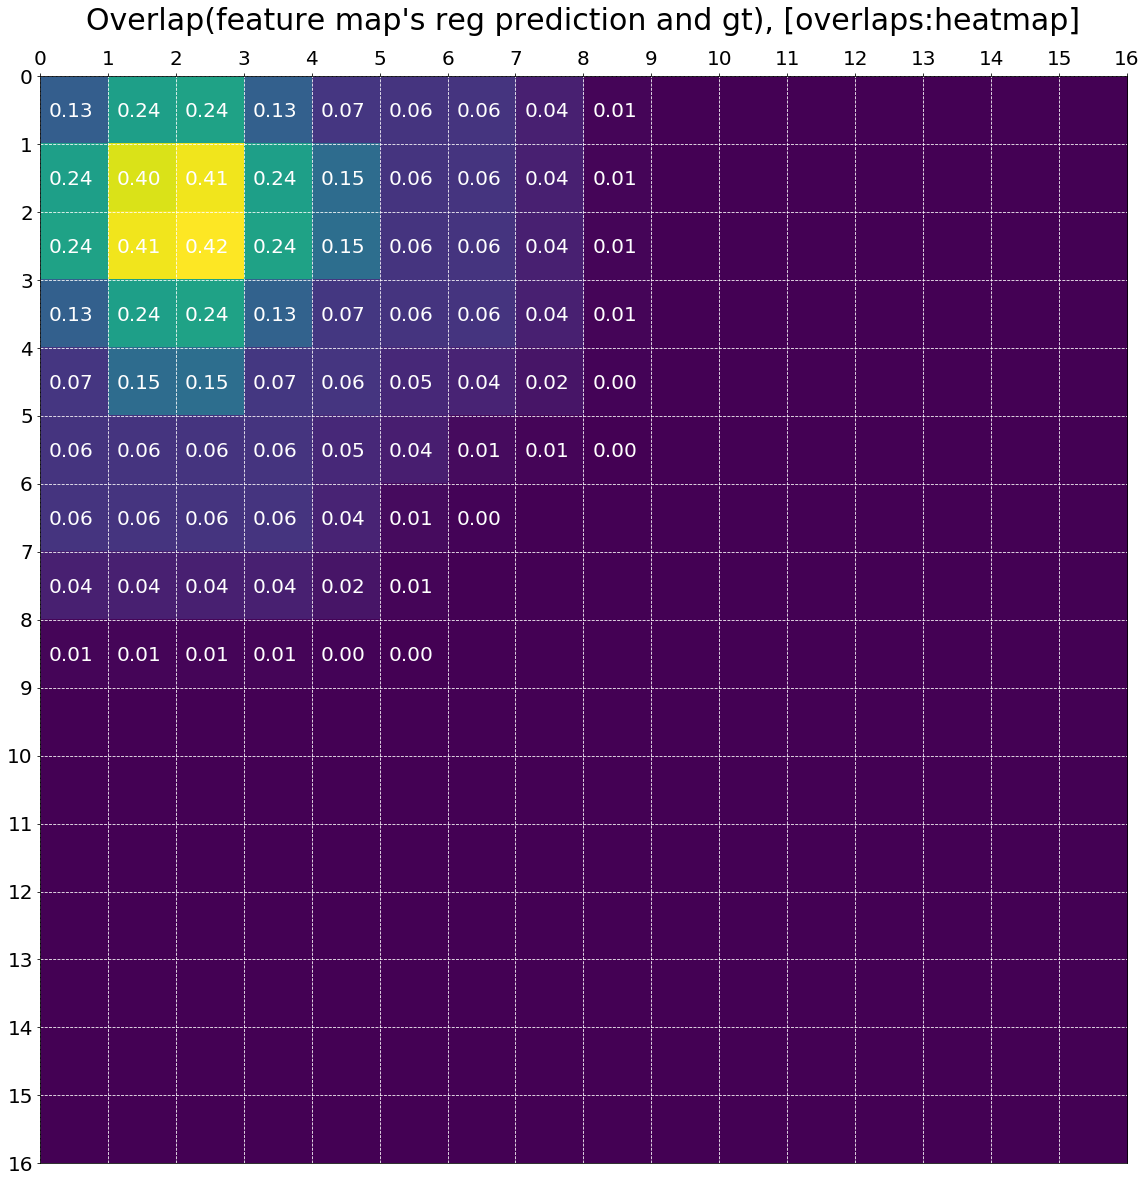 Overlap(feature map's reg prediction and gt), [overlaps:heatmap]
0 1 2 3 4 5 6 7 8 9 10 11 12 13 14 15 16
0
0.13 0.24 0.24 0.13 0.07 0.06 0.06 0.04 0.01
1
0.24 0.40 0.41 0.24 0.15 0.06 0.06 0.04 0.01
2
0.24 0.41 0.42 0.24 0.15 0.06 0.06 0.04 0.01
3
0.13 0.24 0.24 0.13 0.07 0.06 0.06 0.04 0.01
4
0.07 0.15 0.15 0.07 0.06 0.05 0.04 0.02 0.00
5
0.06 0.06 0.06 0.06 0.05 0.04 0.01 0.01 0.00
6
0.06 0.06 0.06 0.06 0.04 0.01 0.00
7
0.04 0.04 0.04 0.04 0.02 0.01
8
0.01 0.01 0.01 0.01 0.00 0.00
9
10
11
12
13
14
15
16